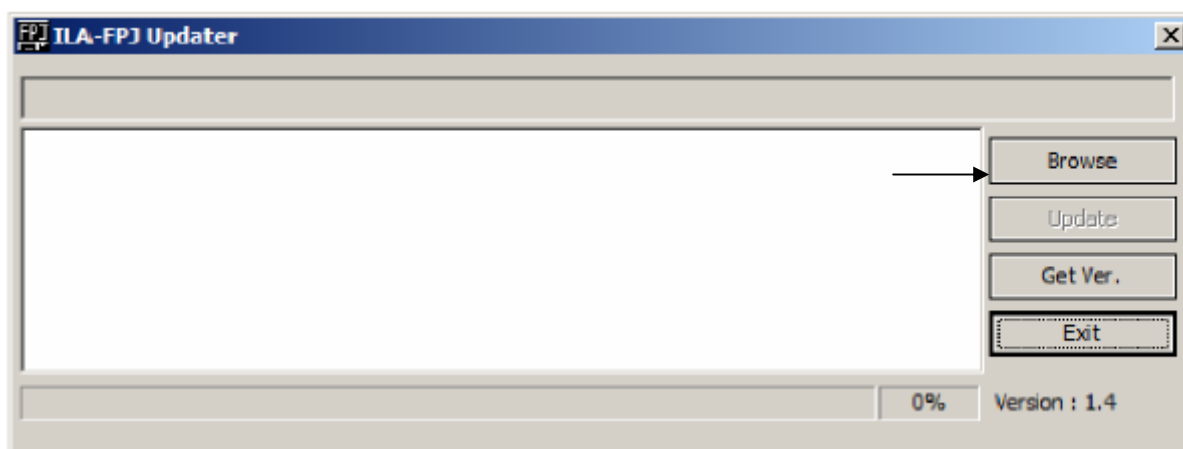 FPJ ILA-FPJ Updater
Browse
Update
Get Ver.
Exit
0%
Version : 1.4